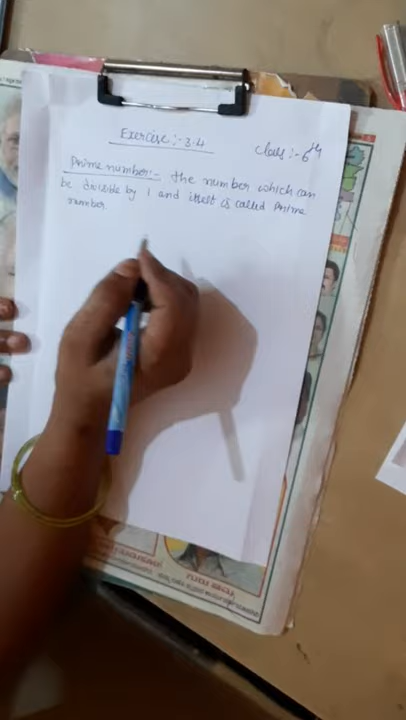 Exercise:- 3.4
class :- 6th
Prime number:- the number which can
be divisible by 1 and itself is called Prime
number